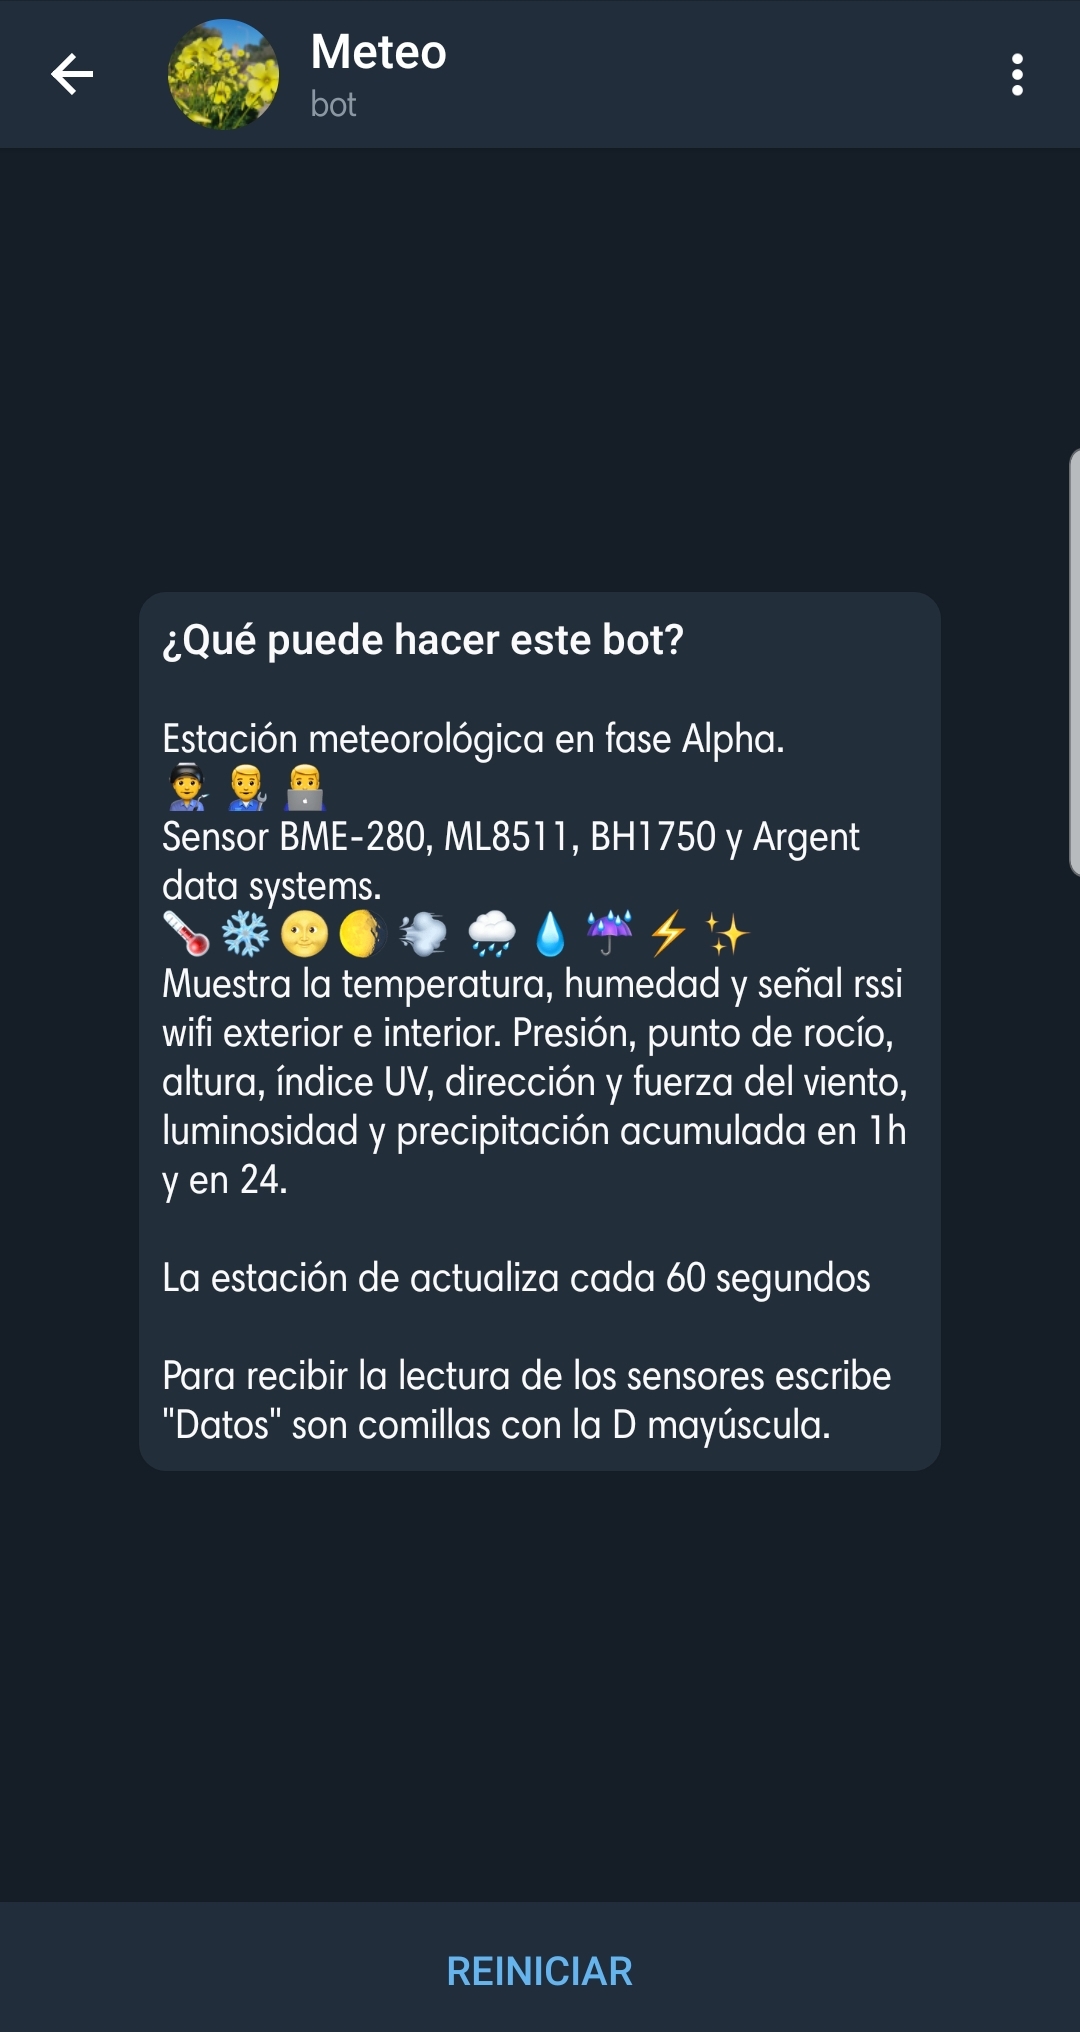 Meteo
bot
¿Qué puede hacer este bot?
Estación meteorológica en fase Alpha.
👨‍🏭 👨‍🔧 👨‍💻
Sensor BME-280, ML8511, BH1750 y Argent
data systems.
🌡️❄️🌝🌖💨🌧️💧☔⚡✨
Muestra la temperatura, humedad y señal rssi
wifi exterior e interior. Presión, punto de rocío,
altura, índice UV, dirección y fuerza del viento,
luminosidad y precipitación acumulada en 1h
y en 24.
La estación de actualiza cada 60 segundos
Para recibir la lectura de los sensores escribe
"Datos" son comillas con la D mayúscula.
REINICIAR